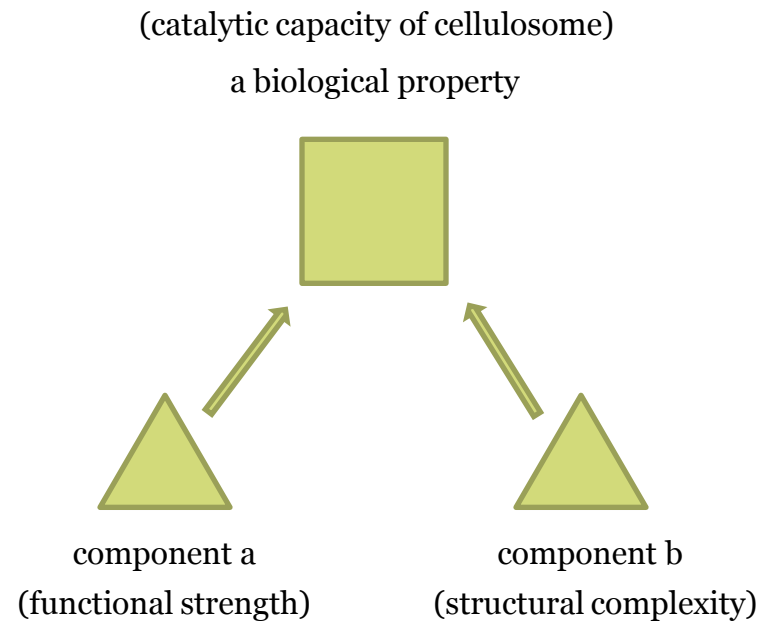 (catalytic capacity of cellulosome)
a biological property
component a
(functional strength)
component b
(structural complexity)